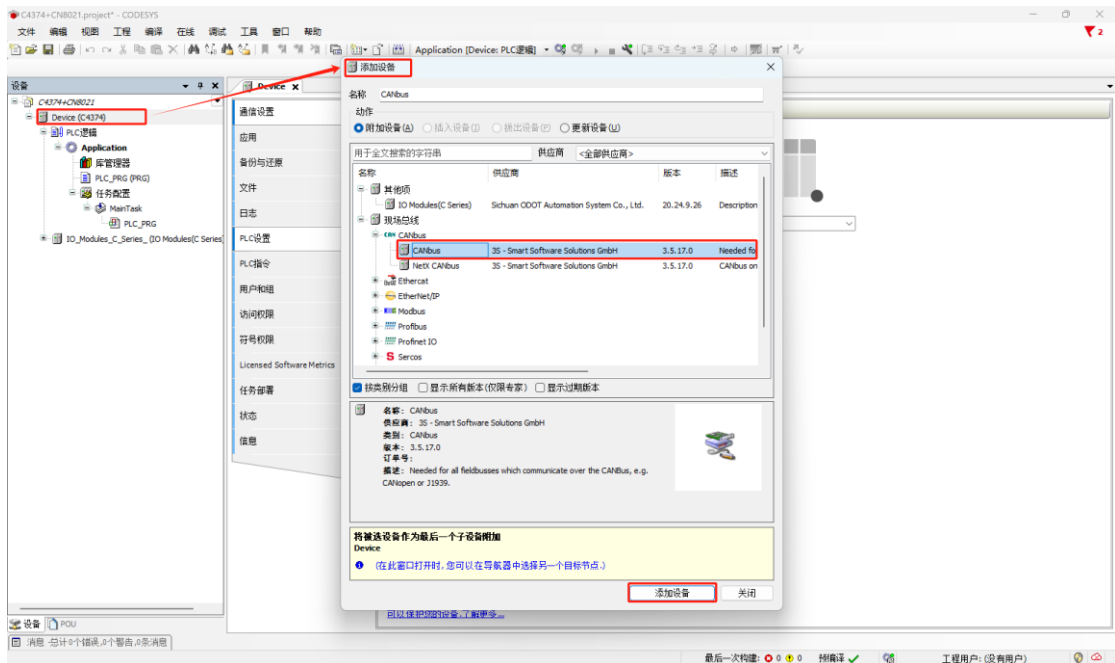 C4374+CN8021.project* - CODESYS
文件 编辑 视图 工程 编译 在线 调试 工具 窗口 帮助
2
Application [Device: PLC逻辑]
设备
C4374+CN8021
Device (C4374)
PLC逻辑
Application
库管理器
PLC_PRG (PRG)
任务配置
MainTask
PLC_PRG
IO_Modules_C_Series_ (IO Modules(C Series
设备 POU
消息 -总计0个错误,0个警告,0条消息
Device
通信设置
应用
备份与还原
文件
日志
PLC设置
PLC指令
用户和组
访问权限
符号权限
Licensed Software Metrics
任务部署
状态
信息
添加设备
名称 CANbus
动作
附加设备(A) 插入设备(I) 拔出设备(P) 更新设备(U)
用于全文搜索的字符串 供应商 <全部供应商>
名称 供应商 版本 描述
其他项
IO Modules(C Series) Sichuan ODOT Automation System Co., Ltd. 20.24.9.26 Description
现场总线
CANbus
CANbus 3S - Smart Software Solutions GmbH 3.5.17.0 Needed fo
NetX CANbus 3S - Smart Software Solutions GmbH 3.5.17.0 CANbus on
Ethercat
EtherNet/IP
Modbus
Profibus
Profinet IO
Sercos
按类别分组 显示所有版本(仅限专家) 显示过期版本
名称: CANbus
供应商: 3S - Smart Software Solutions GmbH
类别: CANbus
版本: 3.5.17.0
订单号:
描述: Needed for all fieldbusses which communicate over the CANBus, e.g.
CANopen or J1939.
将被选设备作为最后一个子设备附加
Device
(在此窗口打开时,您可以在导航器中选择另一个目标节点.)
添加设备 关闭
可以保护您的设备,了解更多...
最后一次构建: 0 0 预编译 工程用户: (没有用户)